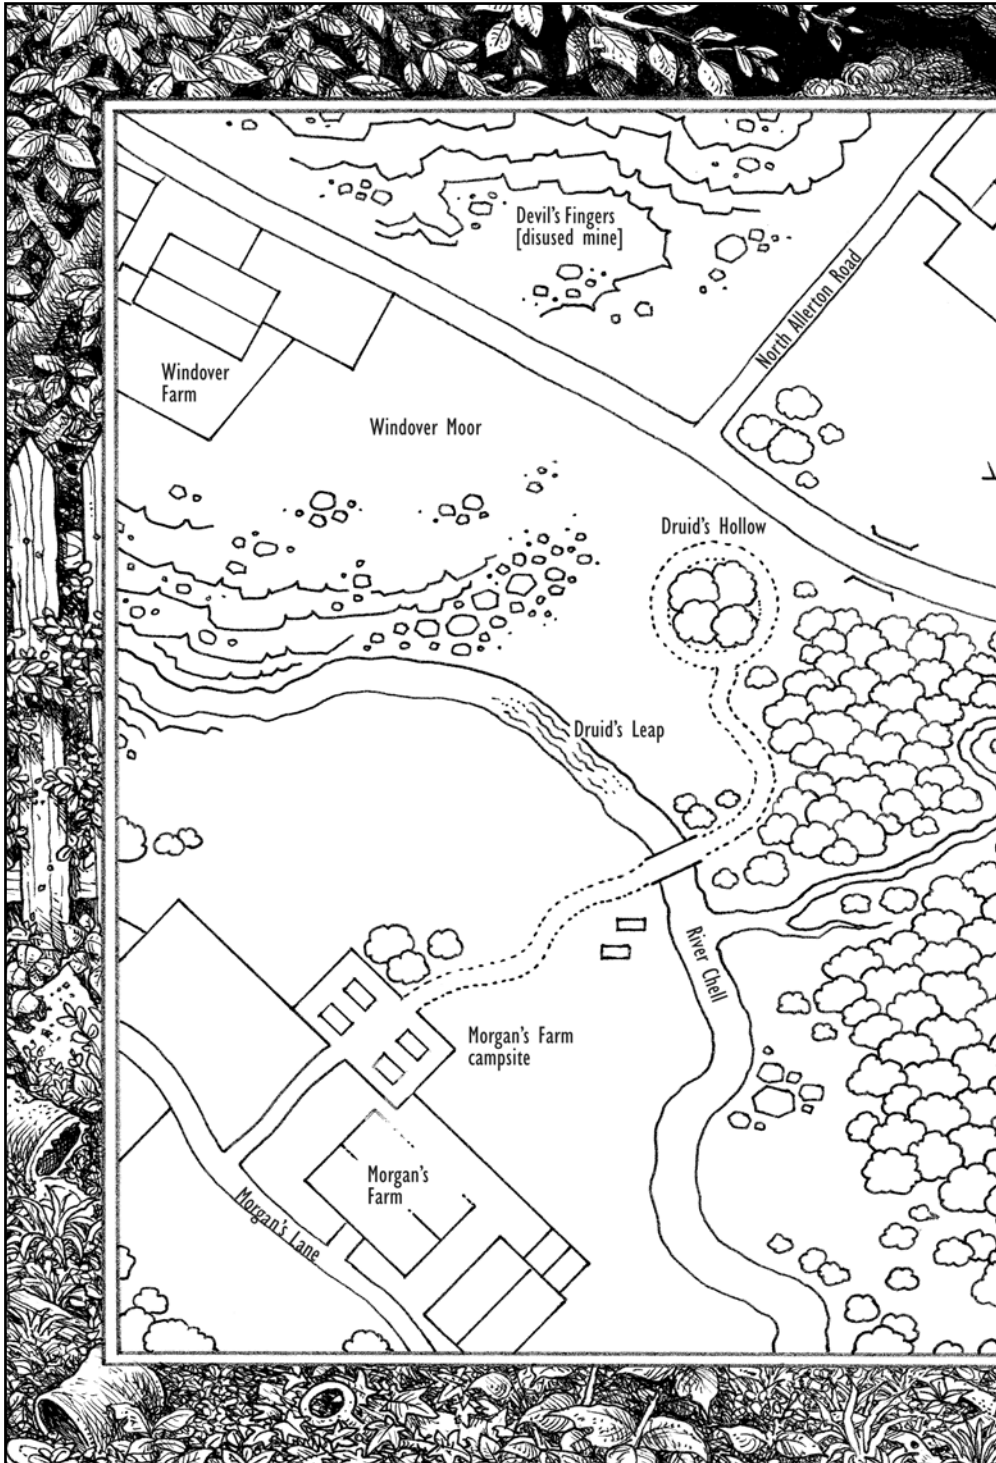 Devil's Fingers
[disused mine]
North Allerton Road
Windover
Farm
Windover Moor
Druid's Hollow
Druid's Leap
River Chell
Morgan's Farm
campsite
Morgan's
Farm
Morgan's Lane